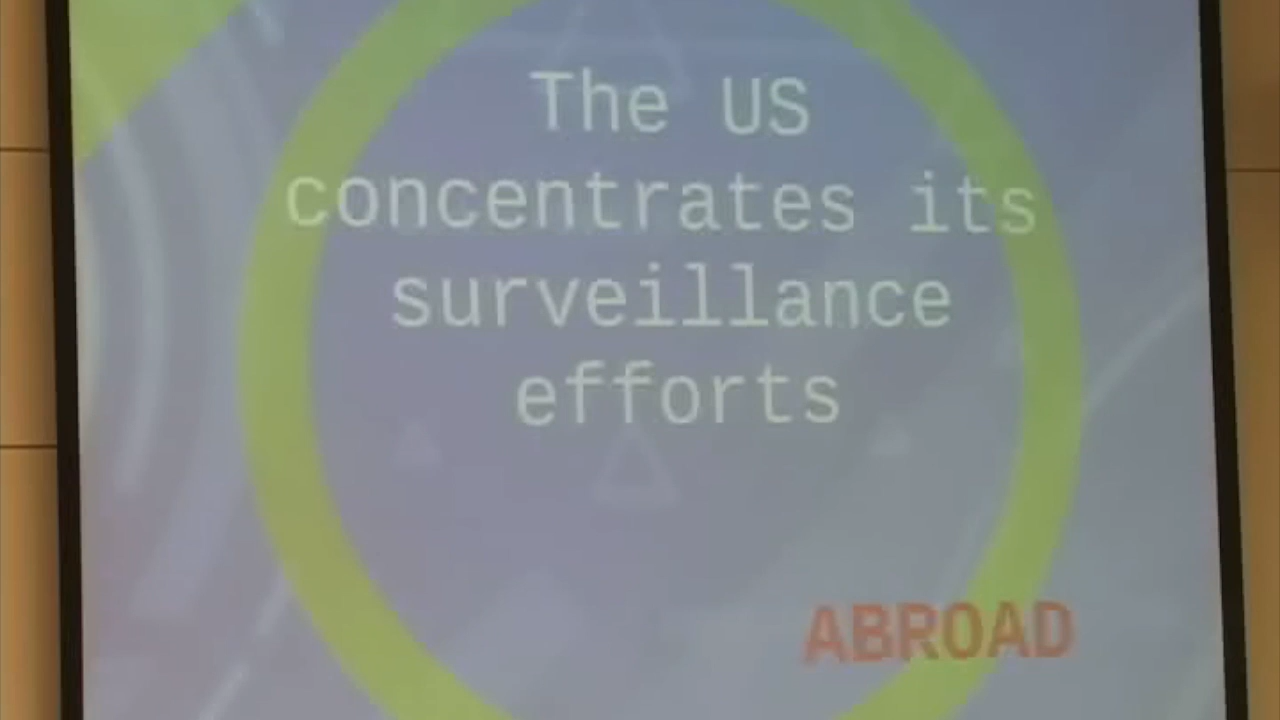 The US
concentrates its
surveillance
efforts
ABROAD